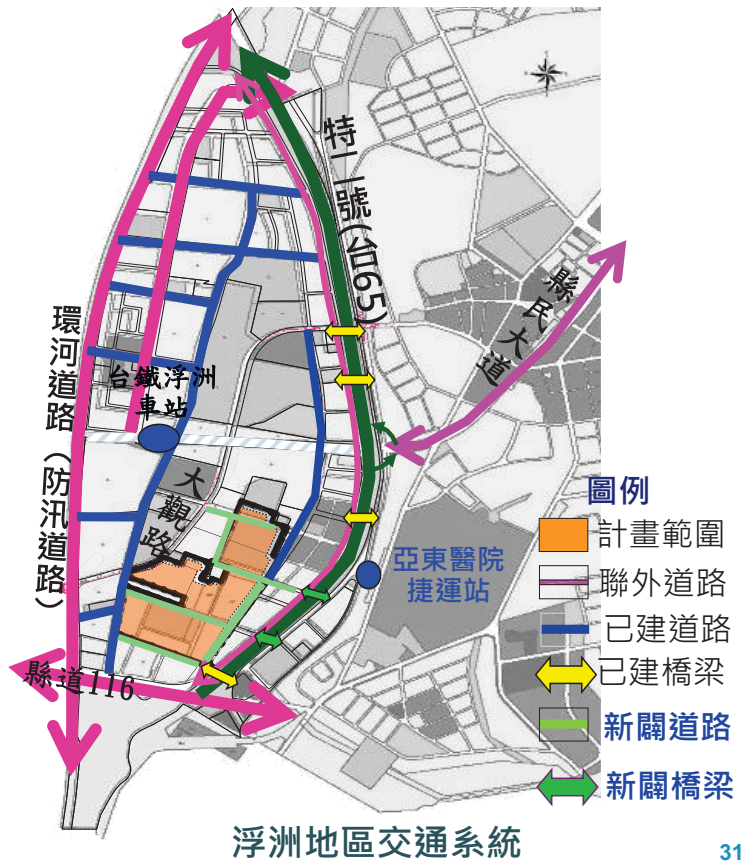 特二號(台65)
縣民大道
環河道路（防汛道路）
台鐵浮洲
車站
大觀路
亞東醫院
捷運站
縣道116
圖例
計畫範圍
聯外道路
已建道路
已建橋梁
新闢道路
新闢橋梁
浮洲地區交通系統
31